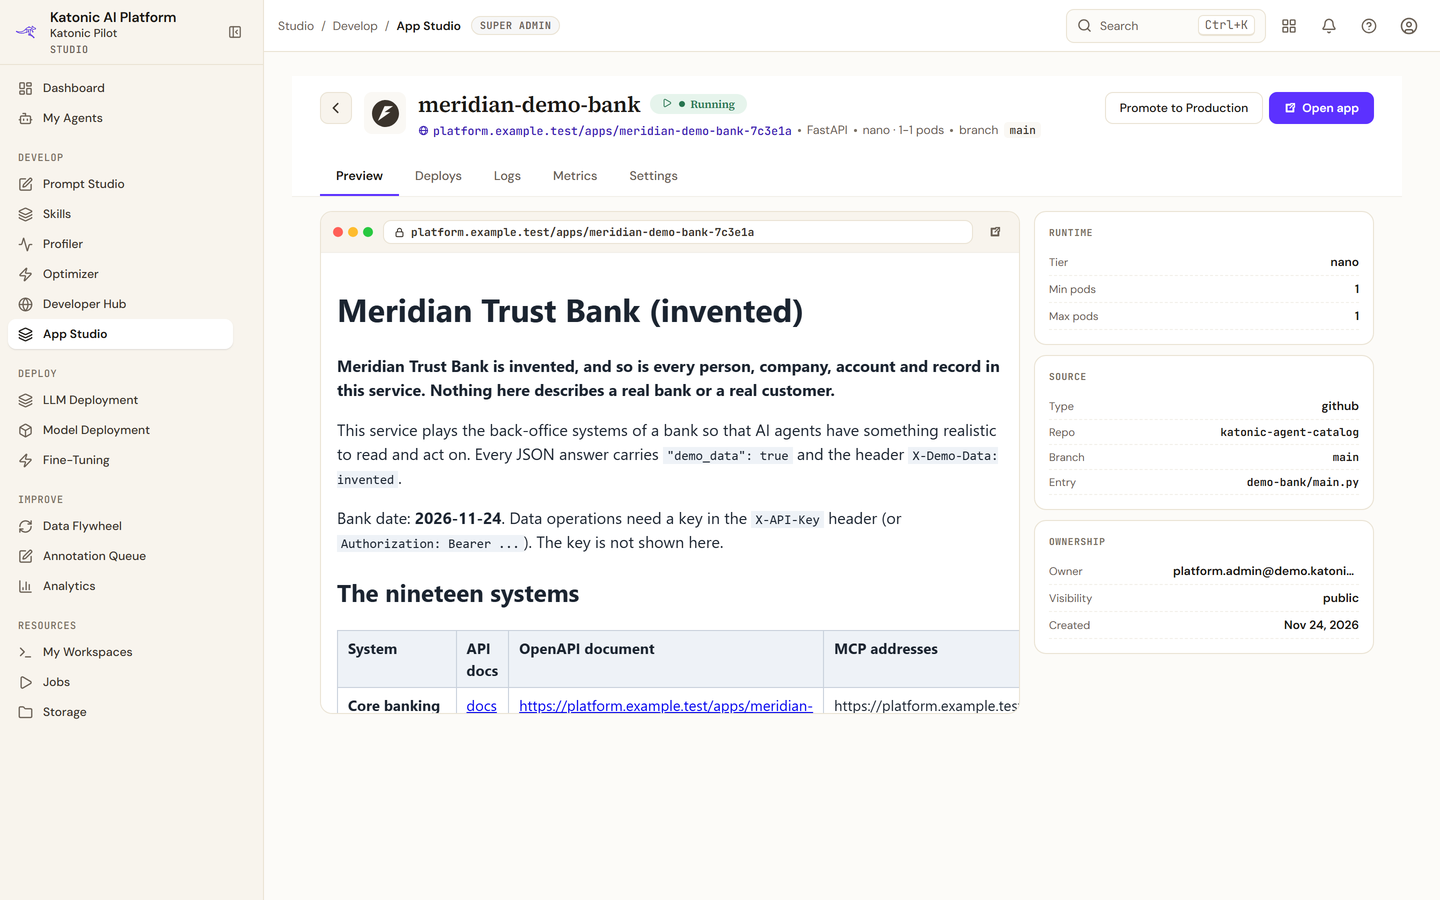 Katonic AI Platform
Katonic Pilot
STUDIO
Dashboard
My Agents
DEVELOP
Prompt Studio
Skills
Profiler
Optimizer
Developer Hub
App Studio
DEPLOY
LLM Deployment
Model Deployment
Fine-Tuning
IMPROVE
Data Flywheel
Annotation Queue
Analytics
RESOURCES
My Workspaces
Jobs
Storage
Studio / Develop / App Studio SUPER ADMIN
Search Ctrl+K
meridian-demo-bank Running
platform.example.test/apps/meridian-demo-bank-7c3e1a • FastAPI • nano · 1-1 pods • branch main
Promote to Production
Open app
Preview Deploys Logs Metrics Settings
platform.example.test/apps/meridian-demo-bank-7c3e1a
Meridian Trust Bank (invented)
Meridian Trust Bank is invented, and so is every person, company, account and record in
this service. Nothing here describes a real bank or a real customer.
This service plays the back-office systems of a bank so that AI agents have something realistic
to read and act on. Every JSON answer carries "demo_data": true and the header X-Demo-Data:
invented.
Bank date: 2026-11-24. Data operations need a key in the X-API-Key header (or
Authorization: Bearer ...). The key is not shown here.
The nineteen systems
System API docs OpenAPI document MCP addresses
Core banking docs https://platform.example.test/apps/meridian- https://platform.example.test
RUNTIME
Tier nano
Min pods 1
Max pods 1
SOURCE
Type github
Repo katonic-agent-catalog
Branch main
Entry demo-bank/main.py
OWNERSHIP
Owner platform.admin@demo.katoni...
Visibility public
Created Nov 24, 2026